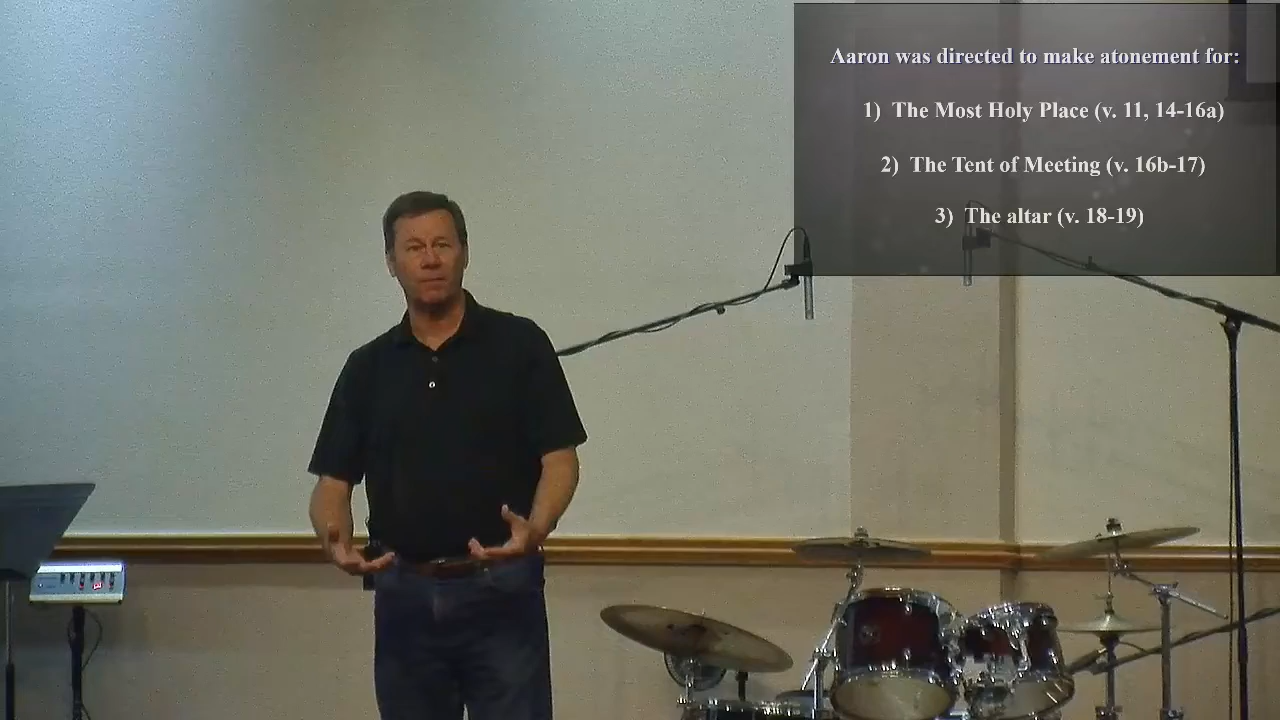 Aaron was directed to make atonement for:
1) The Most Holy Place (v. 11, 14-16a)
2) The Tent of Meeting (v. 16b-17)
3) The altar (v. 18-19)